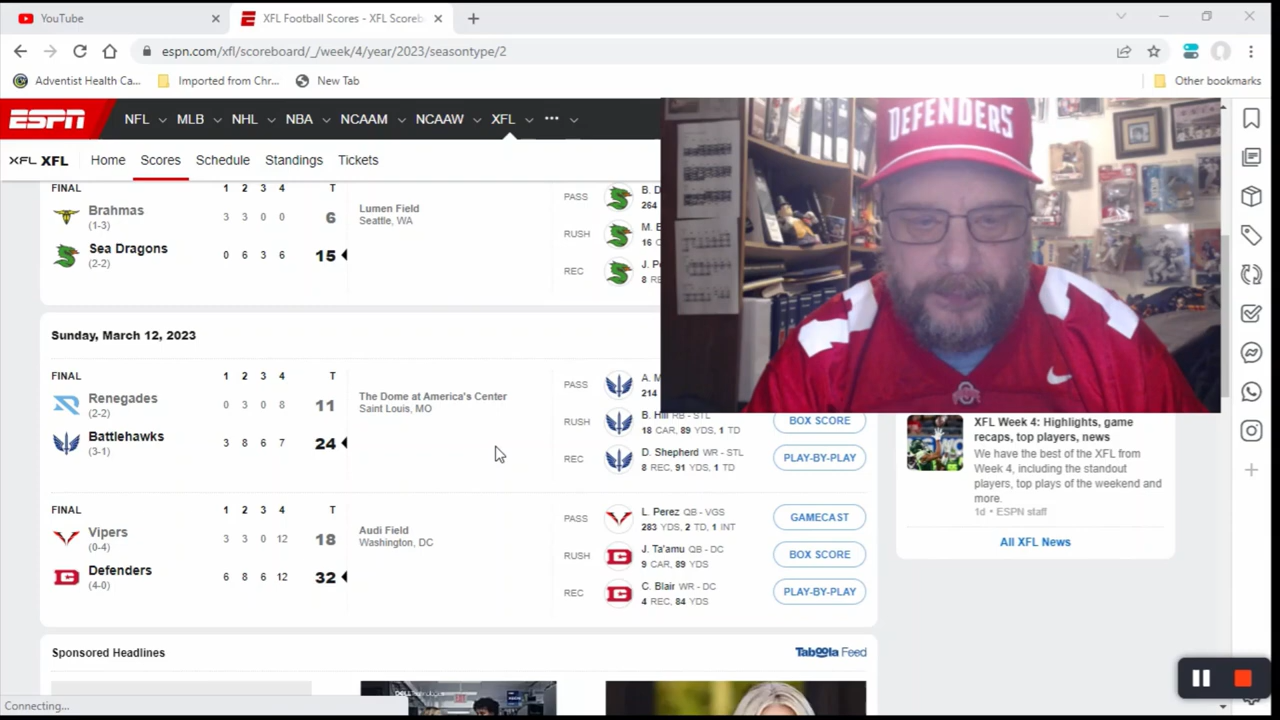 YouTube
XFL Football Scores - XFL Scoreb
espn.com/xfl/scoreboard/_/week/4/year/2023/seasontype/2
Adventist Health Ca... Imported from Chr... New Tab Other bookmarks
ESPN NFL MLB NHL NBA NCAAM NCAAW XFL
XFL XFL Home Scores Schedule Standings Tickets
DEFENDERS
FINAL 1 2 3 4 T
Brahmas 3 3 0 0 6
(1-3)
Sea Dragons 0 6 3 6 15
(2-2)
Lumen Field
Seattle, WA
PASS B. D
264
RUSH M. E
16 C
REC J. P
8 R
Sunday, March 12, 2023
FINAL 1 2 3 4 T
Renegades 0 3 0 8 11
(2-2)
Battlehawks 3 8 6 7 24
(3-1)
The Dome at America's Center
Saint Louis, MO
PASS A. M
214
RUSH B. Hill RB - STL
18 CAR, 89 YDS, 1 TD
REC D. Shepherd WR - STL
8 REC, 91 YDS, 1 TD
BOX SCORE
PLAY-BY-PLAY
FINAL 1 2 3 4 T
Vipers 3 3 0 12 18
(0-4)
Defenders 6 8 6 12 32
(4-0)
Audi Field
Washington, DC
PASS L. Perez QB - VGS
283 YDS, 2 TD, 1 INT
RUSH J. Ta'amu QB - DC
9 CAR, 89 YDS
REC C. Blair WR - DC
4 REC, 84 YDS
GAMECAST
BOX SCORE
PLAY-BY-PLAY
XFL Week 4: Highlights, game
recaps, top players, news
We have the best of the XFL from
Week 4, including the standout
players, top plays of the weekend and
more.
1d • ESPN staff
All XFL News
Sponsored Headlines
Taboola Feed
Connecting...